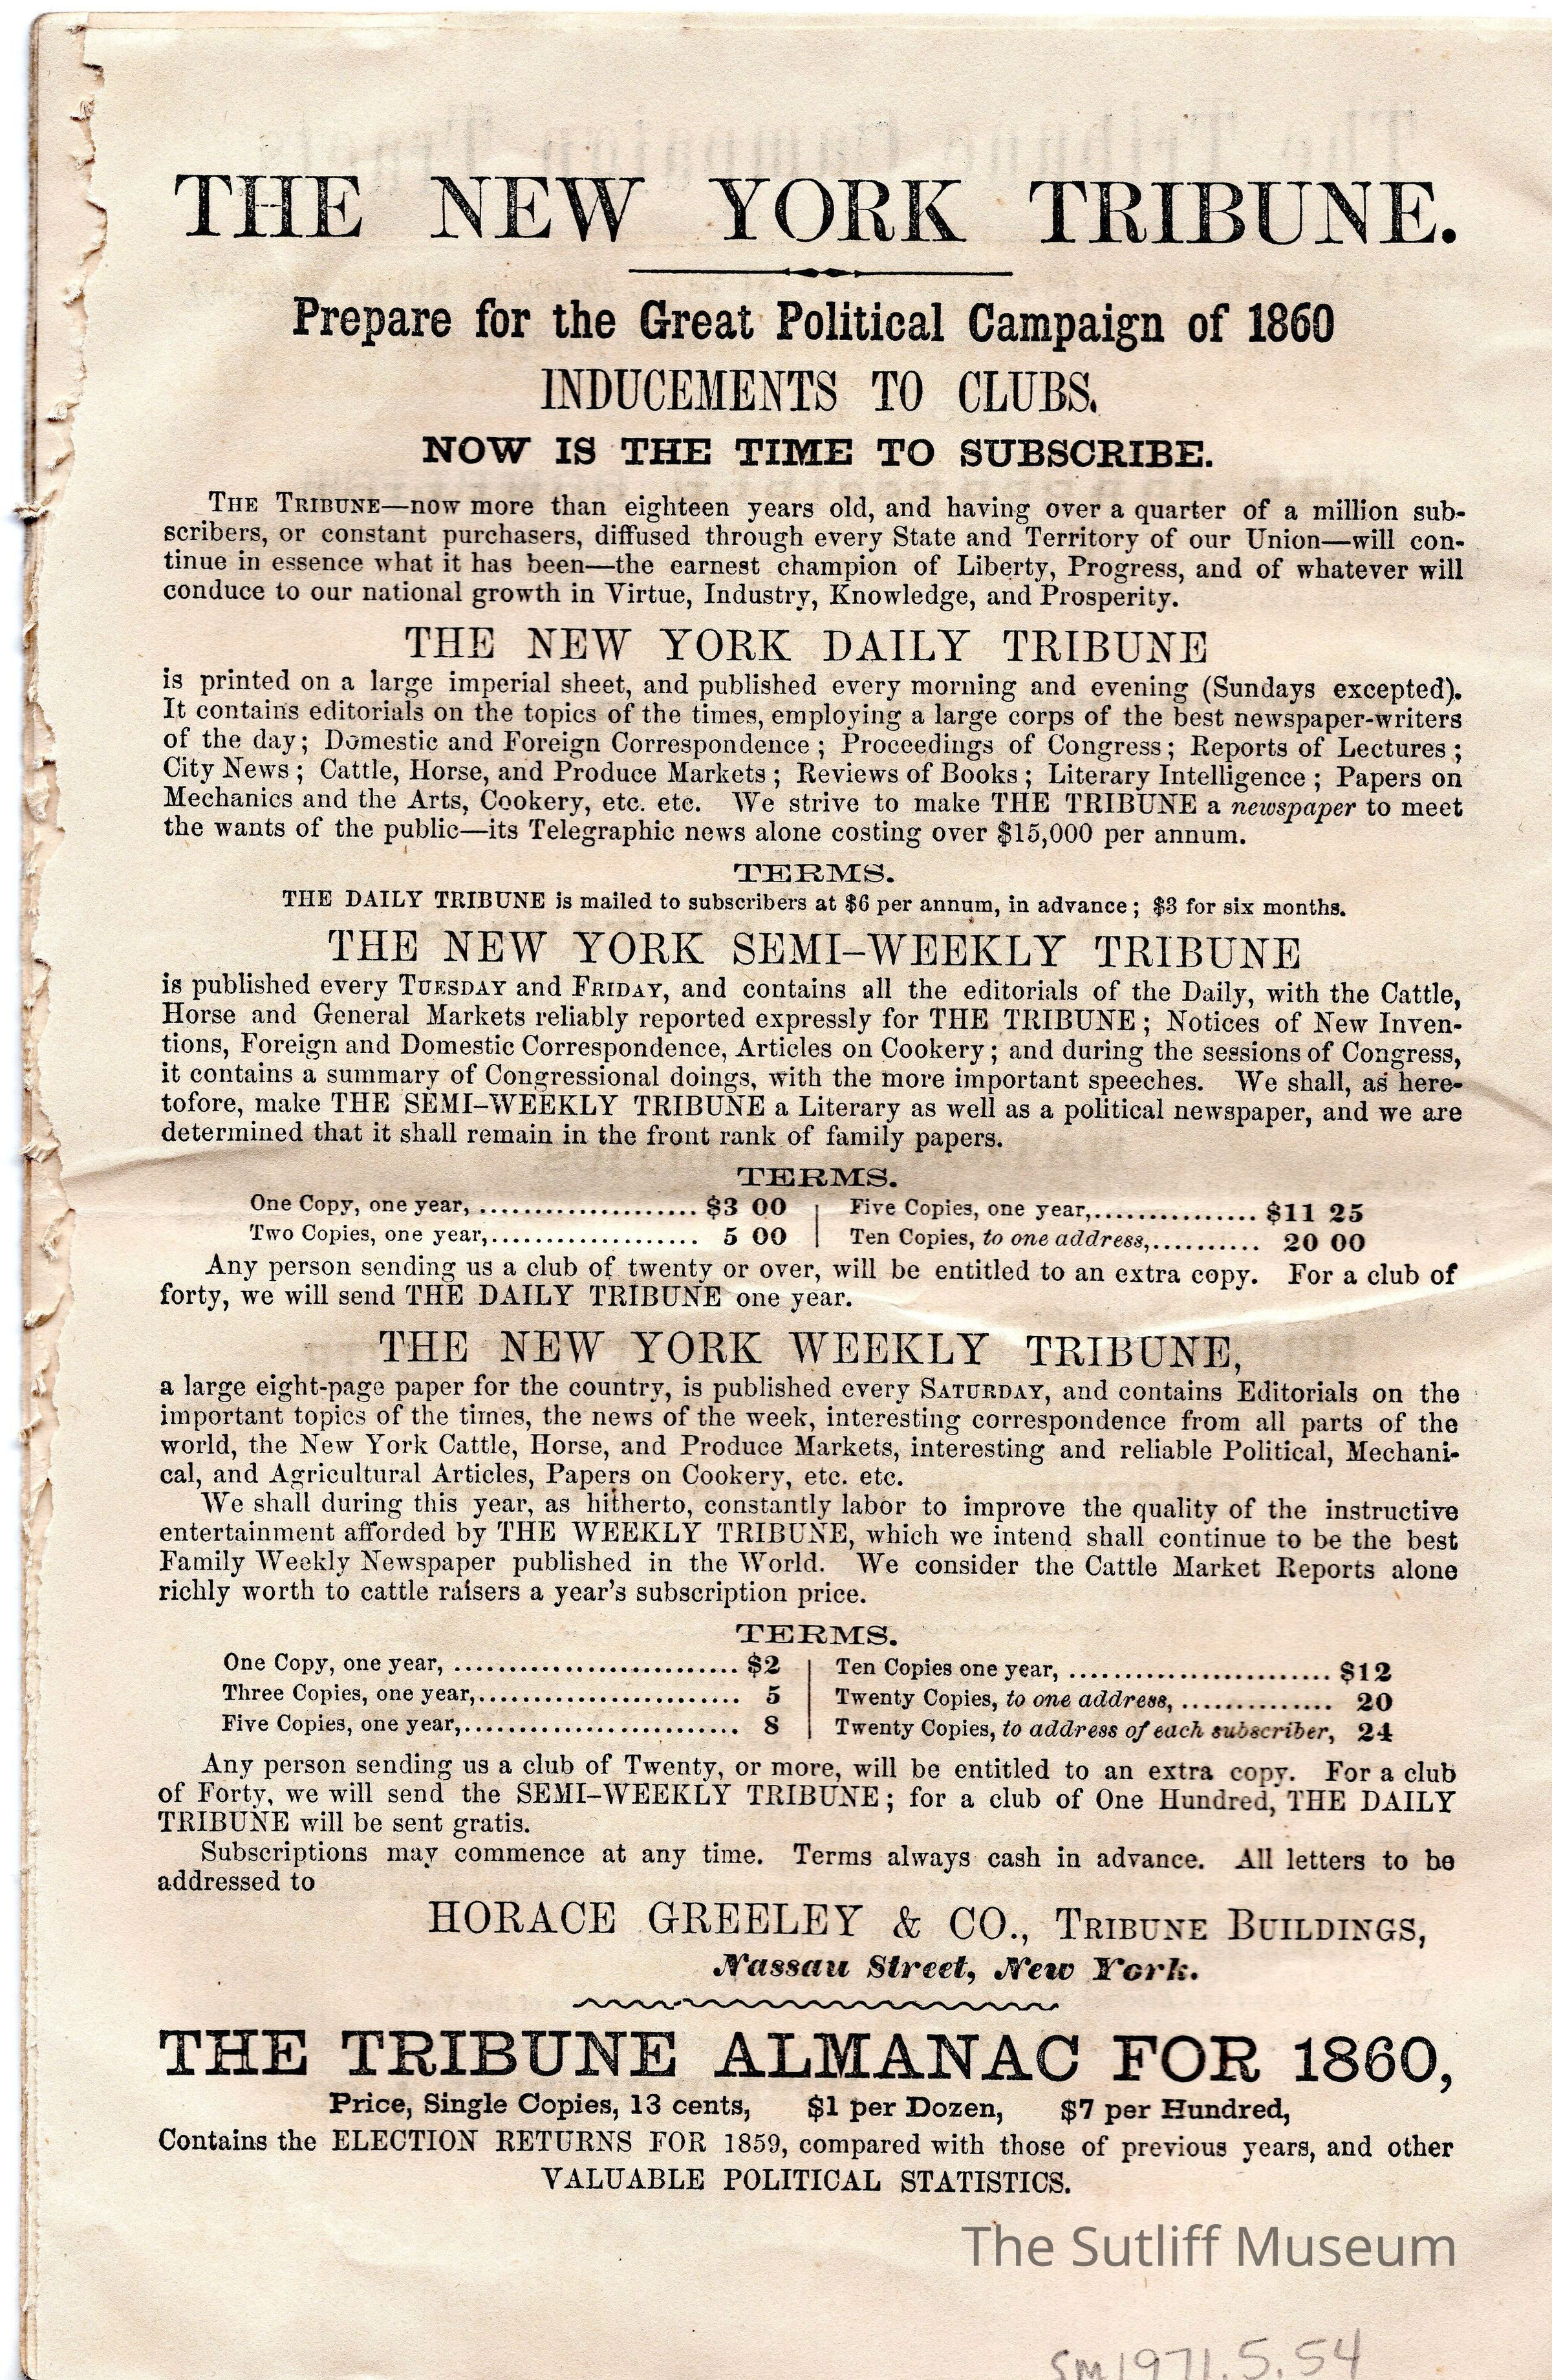 THE NEW YORK TRIBUNE.
Prepare for the Great Political Campaign of 1860
INDUCEMENTS TO CLUBS.
NOW IS THE TIME TO SUBSCRIBE.
THE TRIBUNE—now more than eighteen years old, and having over a quarter of a million sub-
scribers, or constant purchasers, diffused through every State and Territory of our Union—will con-
tinue in essence what it has been—the earnest champion of Liberty, Progress, and of whatever will
conduce to our national growth in Virtue, Industry, Knowledge, and Prosperity.
THE NEW YORK DAILY TRIBUNE
is printed on a large imperial sheet, and published every morning and evening (Sundays excepted).
It contains editorials on the topics of the times, employing a large corps of the best newspaper-writers
of the day; Domestic and Foreign Correspondence; Proceedings of Congress; Reports of Lectures;
City News; Cattle, Horse, and Produce Markets; Reviews of Books; Literary Intelligence; Papers on
Mechanics and the Arts, Cookery, etc. etc. We strive to make THE TRIBUNE a newspaper to meet
the wants of the public—its Telegraphic news alone costing over $15,000 per annum.
TERMS.
THE DAILY TRIBUNE is mailed to subscribers at $6 per annum, in advance; $3 for six months.
THE NEW YORK SEMI-WEEKLY TRIBUNE
is published every TUESDAY and FRIDAY, and contains all the editorials of the Daily, with the Cattle,
Horse and General Markets reliably reported expressly for THE TRIBUNE; Notices of New Inven-
tions, Foreign and Domestic Correspondence, Articles on Cookery; and during the sessions of Congress,
it contains a summary of Congressional doings, with the more important speeches. We shall, as here-
tofore, make THE SEMI-WEEKLY TRIBUNE a Literary as well as a political newspaper, and we are
determined that it shall remain in the front rank of family papers.
TERMS.
One Copy, one year, ..................... $3 00 | Five Copies, one year,................ $11 25
Two Copies, one year,................... 5 00 | Ten Copies, to one address,.......... 20 00
Any person sending us a club of twenty or over, will be entitled to an extra copy. For a club of
forty, we will send THE DAILY TRIBUNE one year.
THE NEW YORK WEEKLY TRIBUNE,
a large eight-page paper for the country, is published every SATURDAY, and contains Editorials on the
important topics of the times, the news of the week, interesting correspondence from all parts of the
world, the New York Cattle, Horse, and Produce Markets, interesting and reliable Political, Mechani-
cal, and Agricultural Articles, Papers on Cookery, etc. etc.
We shall during this year, as hitherto, constantly labor to improve the quality of the instructive
entertainment afforded by THE WEEKLY TRIBUNE, which we intend shall continue to be the best
Family Weekly Newspaper published in the World. We consider the Cattle Market Reports alone
richly worth to cattle raisers a year's subscription price.
TERMS.
One Copy, one year, .......................... $2 | Ten Copies one year, ........................ $12
Three Copies, one year,........................ 5 | Twenty Copies, to one address, .............. 20
Five Copies, one year,......................... 8 | Twenty Copies, to address of each subscriber, 24
Any person sending us a club of Twenty, or more, will be entitled to an extra copy. For a club
of Forty, we will send the SEMI-WEEKLY TRIBUNE; for a club of One Hundred, THE DAILY
TRIBUNE will be sent gratis.
Subscriptions may commence at any time. Terms always cash in advance. All letters to be
addressed to
HORACE GREELEY & CO., TRIBUNE BUILDINGS,
Nassau Street, New York.
THE TRIBUNE ALMANAC FOR 1860,
Price, Single Copies, 13 cents, $1 per Dozen, $7 per Hundred,
Contains the ELECTION RETURNS FOR 1859, compared with those of previous years, and other
VALUABLE POLITICAL STATISTICS.
The Sutliff Museum
SM1971.5.54